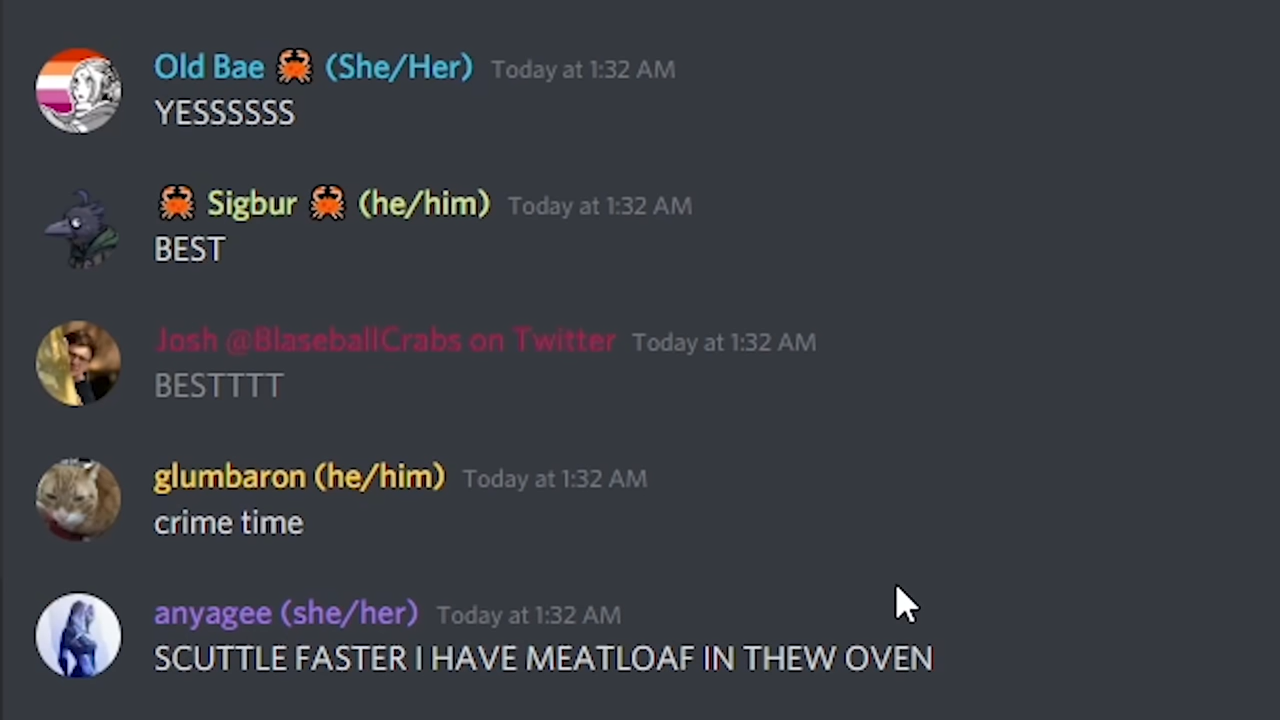 Old Bae 🦀 (She/Her) Today at 1:32 AM
YESSSSSS
🦀 Sigbur 🦀 (he/him) Today at 1:32 AM
BEST
Josh @BlaseballCrabs on Twitter Today at 1:32 AM
BESTTTT
glumbaron (he/him) Today at 1:32 AM
crime time
anyagee (she/her) Today at 1:32 AM
SCUTTLE FASTER I HAVE MEATLOAF IN THEW OVEN